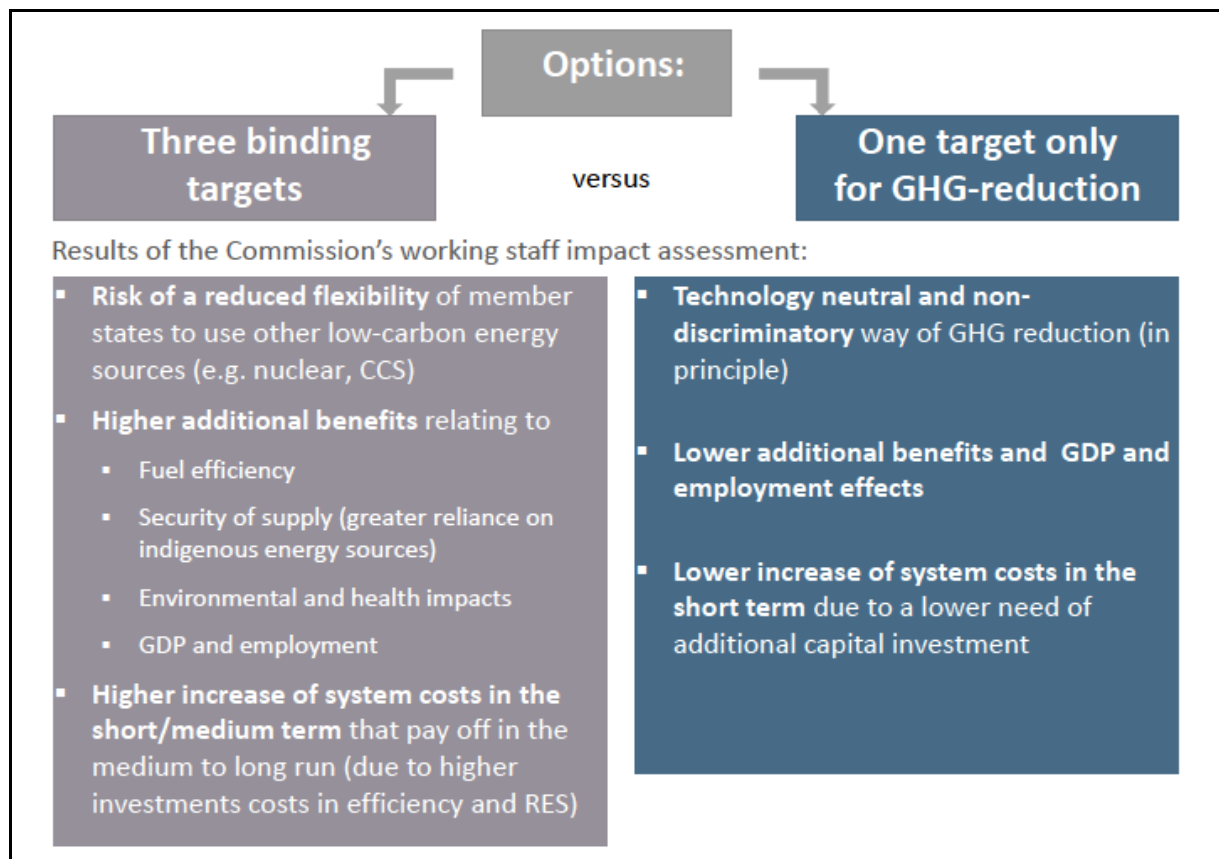 Options:
Three binding
targets
versus
One target only
for GHG-reduction
Results of the Commission's working staff impact assessment:
▪ Risk of a reduced flexibility of member
states to use other low-carbon energy
sources (e.g. nuclear, CCS)
▪ Higher additional benefits relating to
▪ Fuel efficiency
▪ Security of supply (greater reliance on
indigenous energy sources)
▪ Environmental and health impacts
▪ GDP and employment
▪ Higher increase of system costs in the
short/medium term that pay off in the
medium to long run (due to higher
investments costs in efficiency and RES)
▪ Technology neutral and non-
discriminatory way of GHG reduction (in
principle)
▪ Lower additional benefits and GDP and
employment effects
▪ Lower increase of system costs in the
short term due to a lower need of
additional capital investment